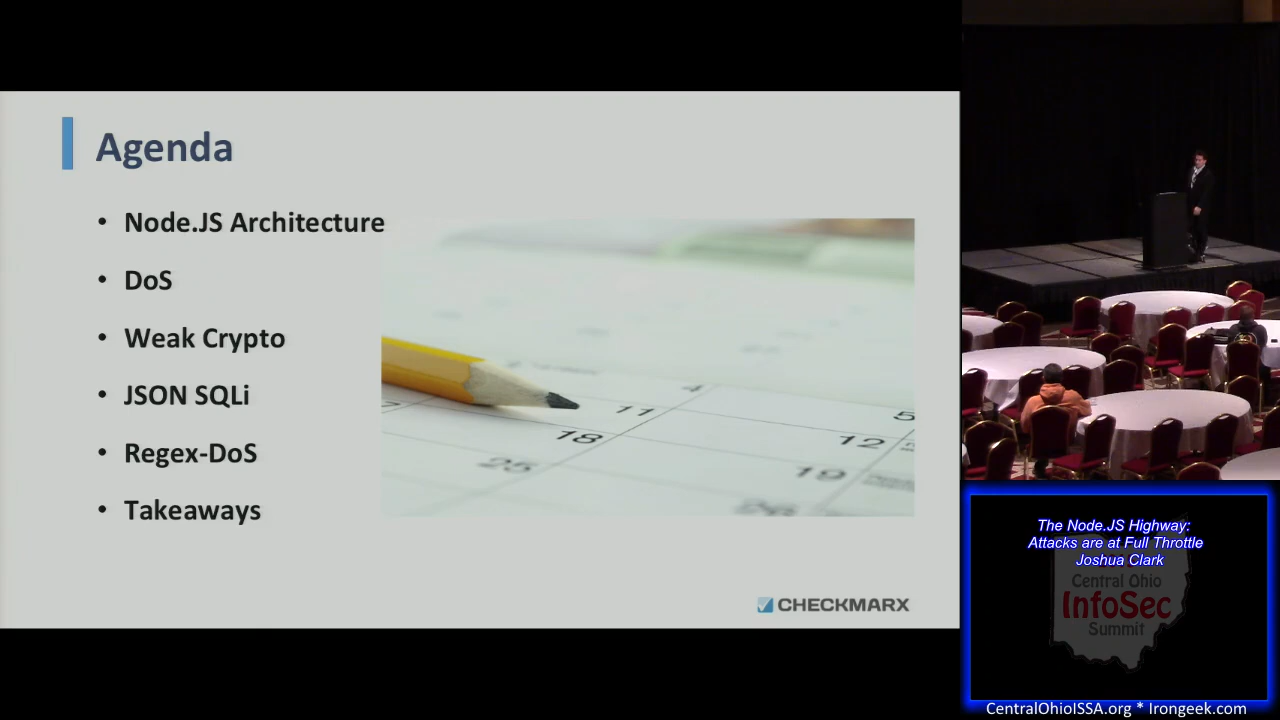 Agenda
• Node.JS Architecture
• DoS
• Weak Crypto
• JSON SQLi
• Regex-DoS
• Takeaways
4
11
5
18
12
25
19
26
CHECKMARX
The Node.JS Highway:
Attacks are at Full Throttle
Joshua Clark
Central Ohio
InfoSec
Summit
CentralOhioISSA.org * Irongeek.com